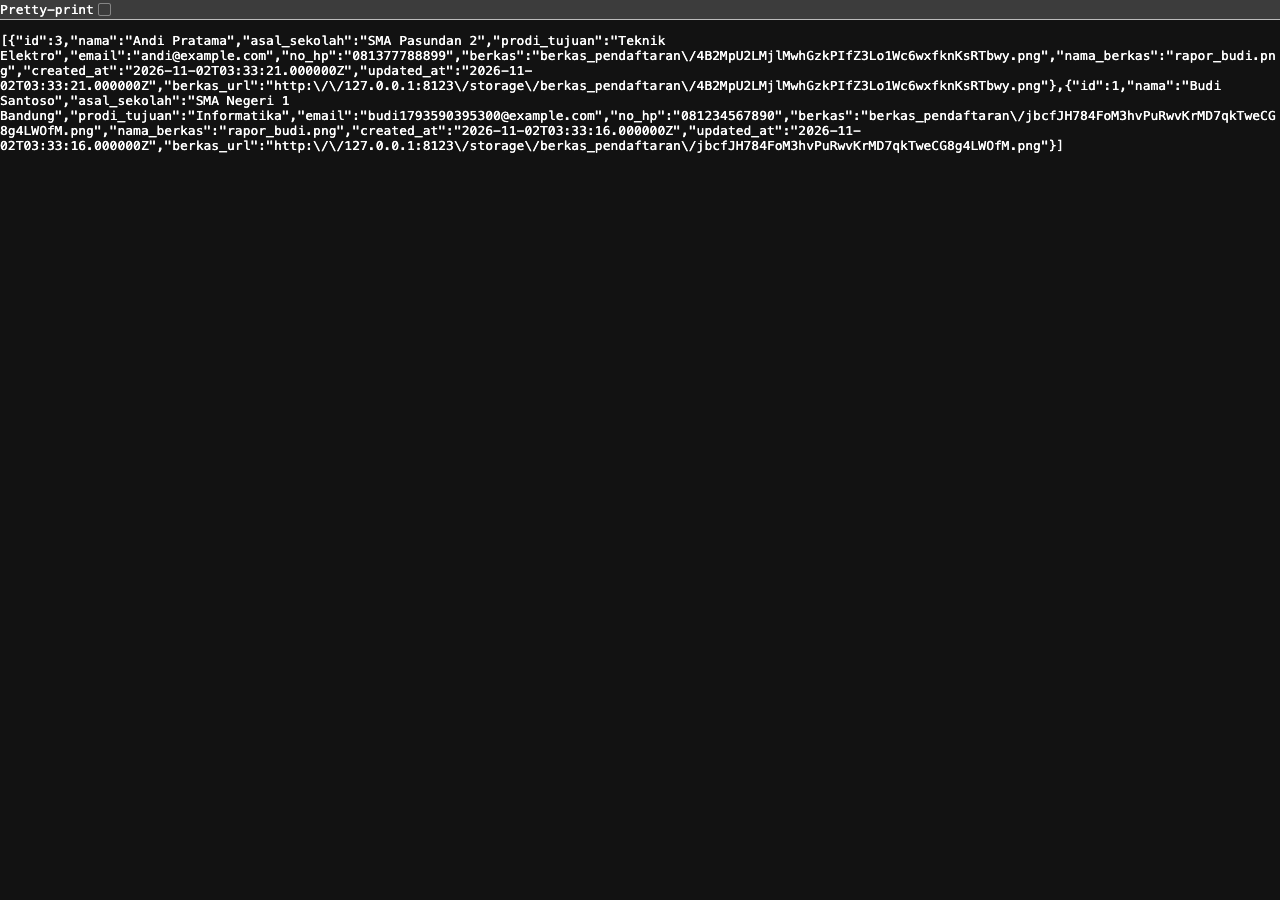 Pretty-print
[{"id":3,"nama":"Andi Pratama","asal_sekolah":"SMA Pasundan 2","prodi_tujuan":"Teknik
Elektro","email":"andi@example.com","no_hp":"081377788899","berkas":"berkas_pendaftaran\/4B2MpU2LMjlMwhGzkPIfZ3Lo1Wc6wxfknKsRTbwy.png","nama_berkas":"rapor_budi.pn
g","created_at":"2026-11-02T03:33:21.000000Z","updated_at":"2026-11-
02T03:33:21.000000Z","berkas_url":"http:\/\/127.0.0.1:8123\/storage\/berkas_pendaftaran\/4B2MpU2LMjlMwhGzkPIfZ3Lo1Wc6wxfknKsRTbwy.png"},{"id":1,"nama":"Budi
Santoso","asal_sekolah":"SMA Negeri 1
Bandung","prodi_tujuan":"Informatika","email":"budi1793590395300@example.com","no_hp":"081234567890","berkas":"berkas_pendaftaran\/jbcfJH784FoM3hvPuRwvKrMD7qkTweCG
8g4LWOfM.png","nama_berkas":"rapor_budi.png","created_at":"2026-11-02T03:33:16.000000Z","updated_at":"2026-11-
02T03:33:16.000000Z","berkas_url":"http:\/\/127.0.0.1:8123\/storage\/berkas_pendaftaran\/jbcfJH784FoM3hvPuRwvKrMD7qkTweCG8g4LWOfM.png"}]